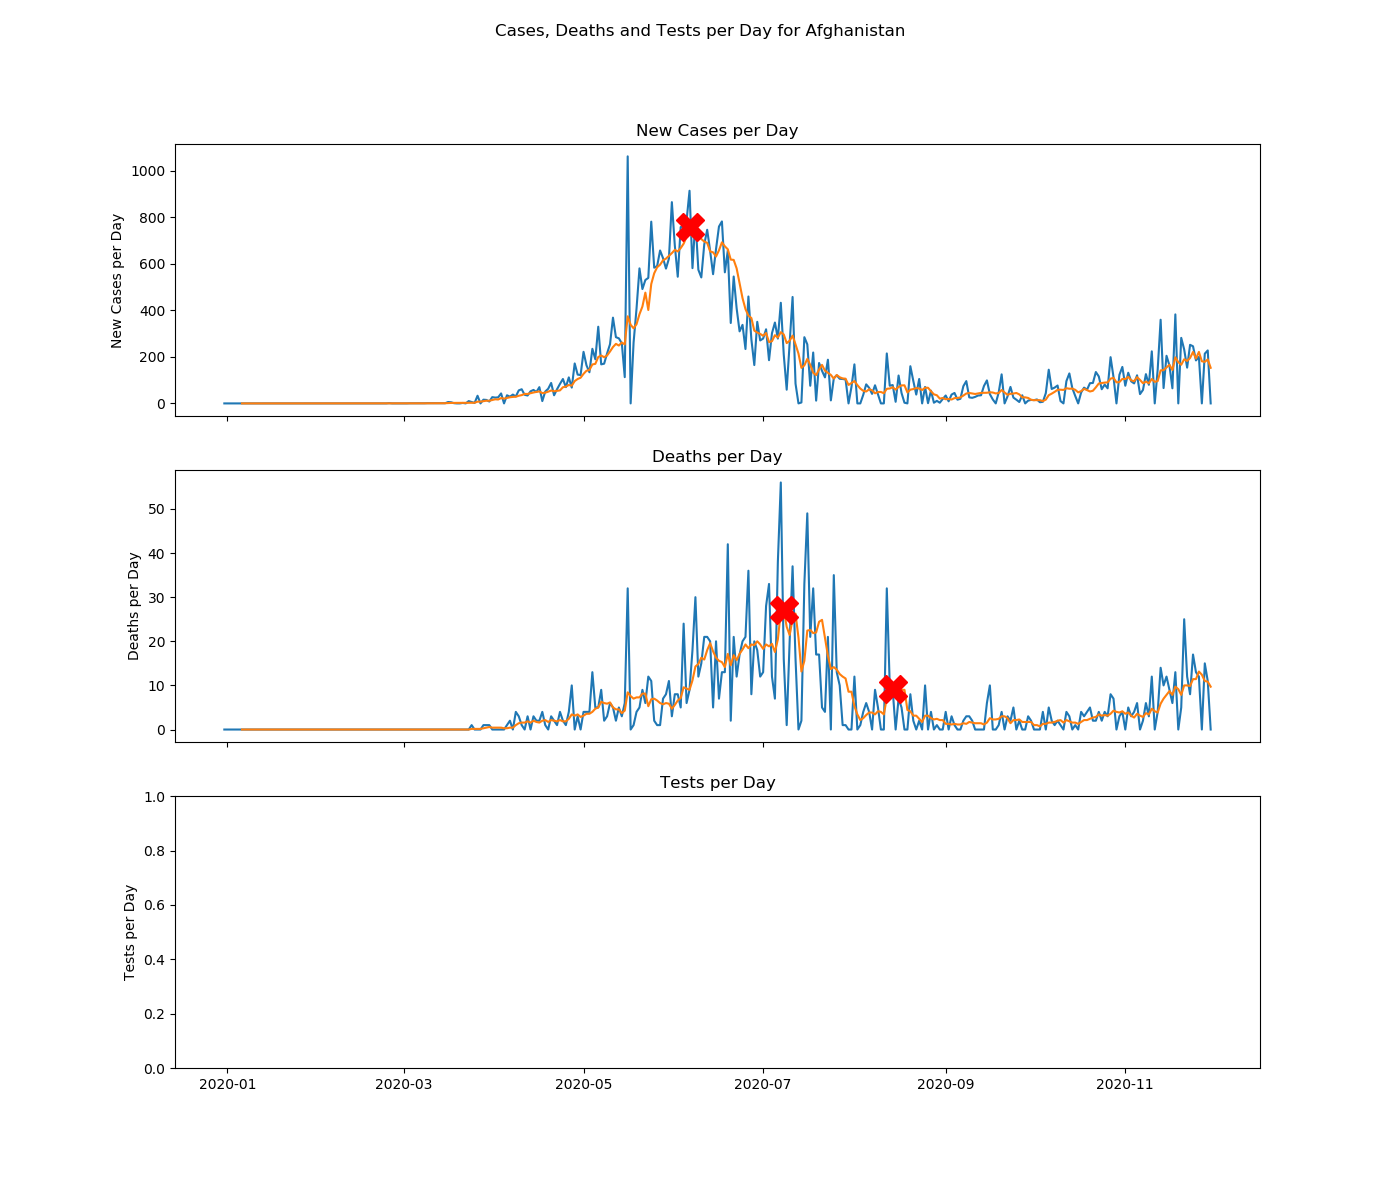 Cases, Deaths and Tests per Day for Afghanistan
New Cases per Day
New Cases per Day
1000
800
600
400
200
0
Deaths per Day
Deaths per Day
50
40
30
20
10
0
Tests per Day
Tests per Day
1.0
0.8
0.6
0.4
0.2
0.0
2020-01 2020-03 2020-05 2020-07 2020-09 2020-11